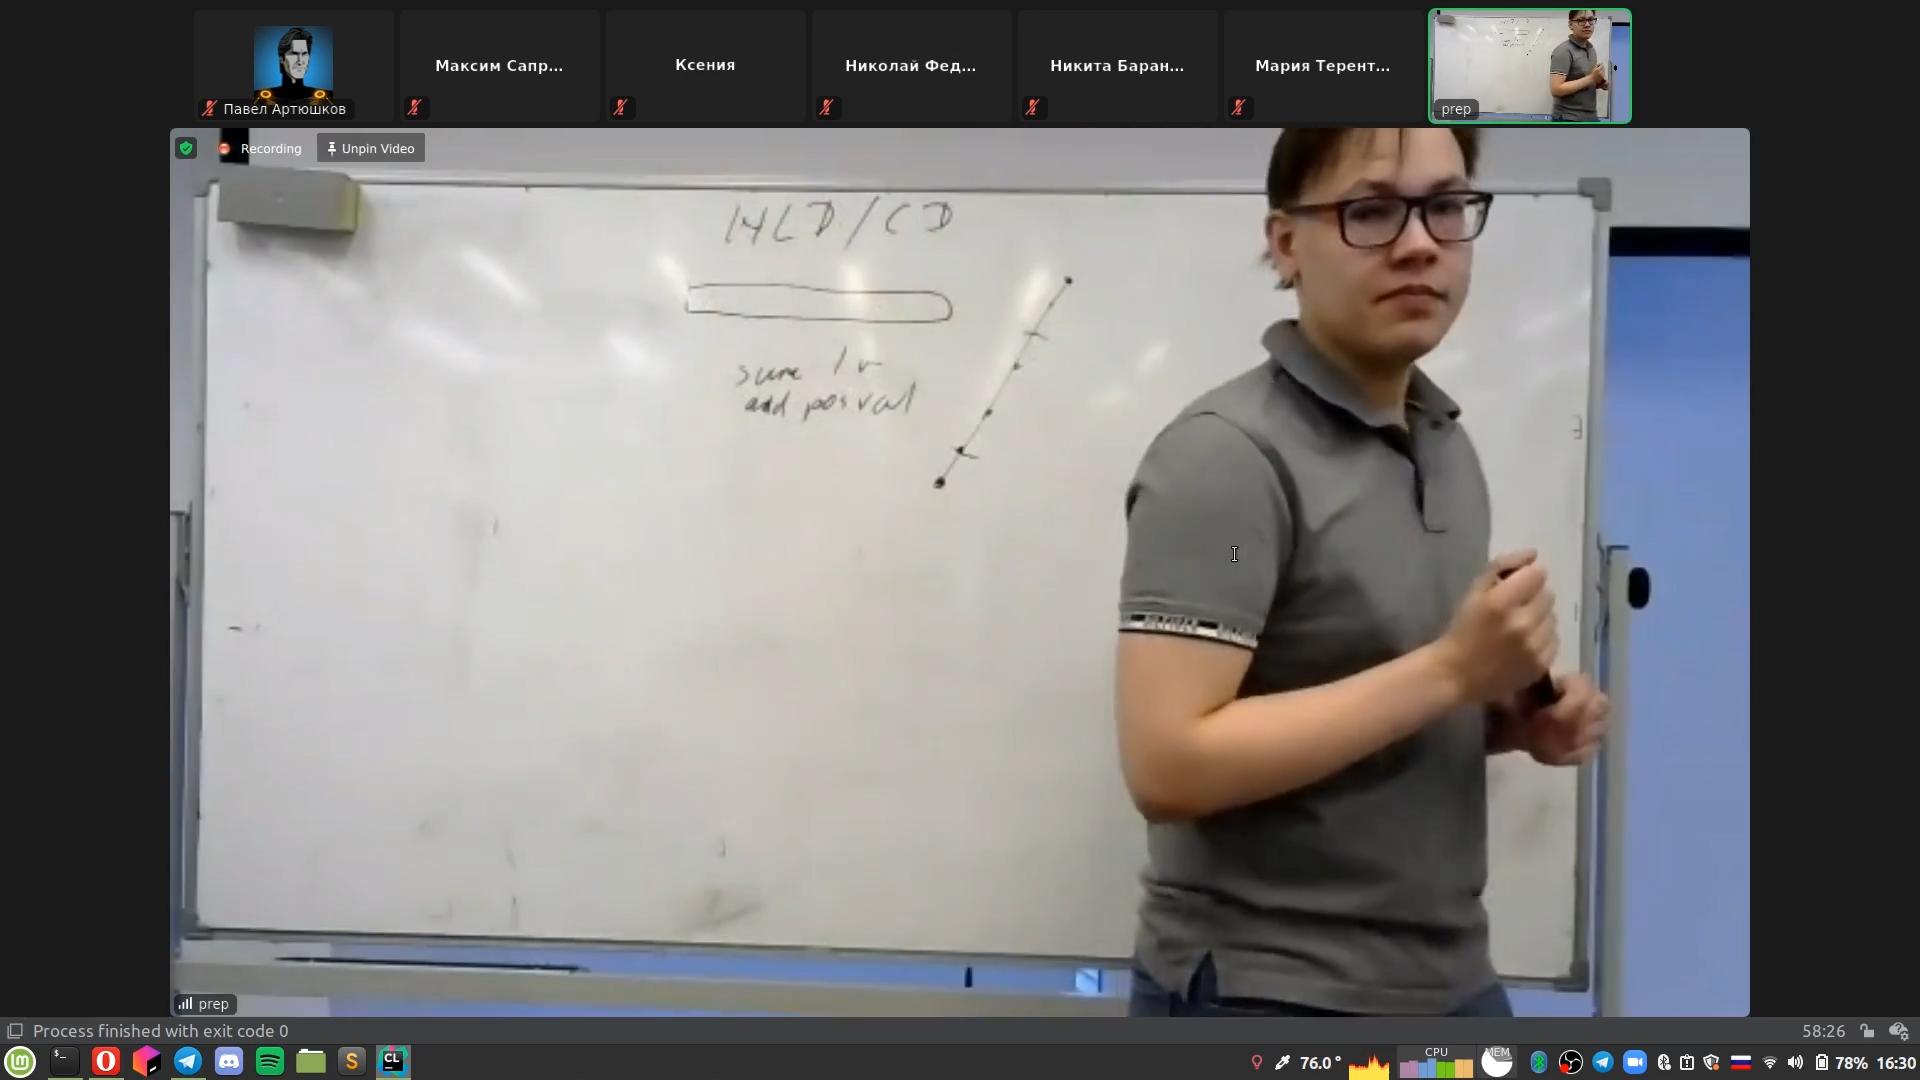 Максим Сапр...
Ксения
Николай Фед...
Никита Баран...
Мария Терент...
Павел Артюшков
prep
Recording
Unpin Video
HLD/CD
sum l r
add pos val
prep
Process finished with exit code 0
58:26
CL
S
76.0°
CPU
MEM
78%
16:30